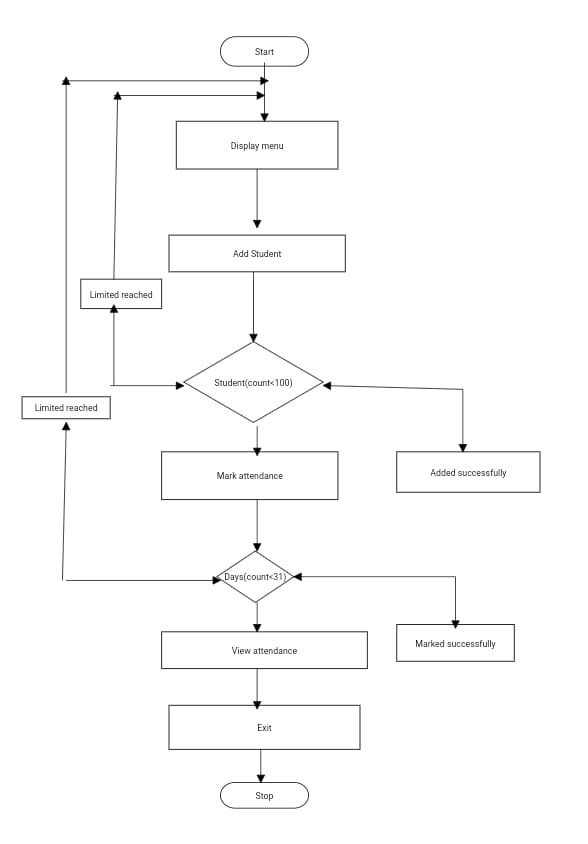 Start
Display menu
Add Student
Limited reached
Student(count<100)
Limited reached
Mark attendance
Added successfully
Days(count<31)
Marked successfully
View attendance
Exit
Stop